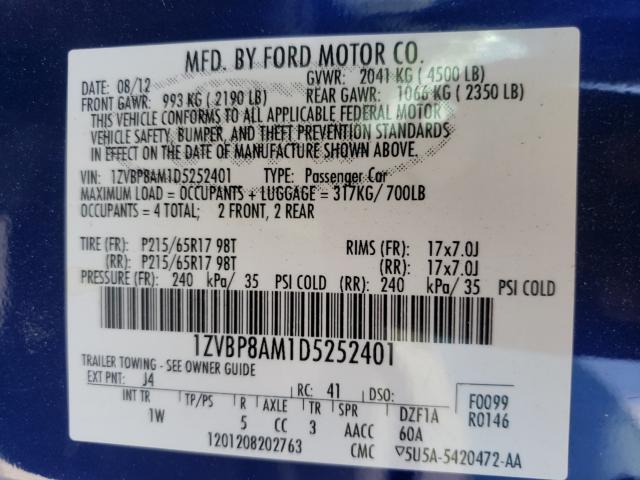 MFD. BY FORD MOTOR CO.
DATE: 08/12 GVWR: 2041 KG ( 4500 LB)
FRONT GAWR: 993 KG ( 2190 LB) REAR GAWR: 1066 KG ( 2350 LB)
THIS VEHICLE CONFORMS TO ALL APPLICABLE FEDERAL MOTOR
VEHICLE SAFETY, BUMPER, AND THEFT PREVENTION STANDARDS
IN EFFECT ON THE DATE OF MANUFACTURE SHOWN ABOVE.
VIN: 1ZVBP8AM1D5252401 TYPE: Passenger Car
MAXIMUM LOAD = OCCUPANTS + LUGGAGE = 317KG/ 700LB
OCCUPANTS = 4 TOTAL; 2 FRONT, 2 REAR
TIRE (FR): P215/65R17 98T RIMS (FR): 17x7.0J
(RR): P215/65R17 98T (RR): 17x7.0J
PRESSURE (FR): 240 kPa/ 35 PSI COLD (RR): 240 kPa/ 35 PSI COLD
1ZVBP8AM1D5252401
TRAILER TOWING - SEE OWNER GUIDE
EXT PNT: J4 RC: 41 DSO: F0099
INT TR TP/PS R AXLE TR SPR DZF1A R0146
1W 5 CC 3 AACC 60A
1201208202763 CMC ▽5U5A-5420472-AA